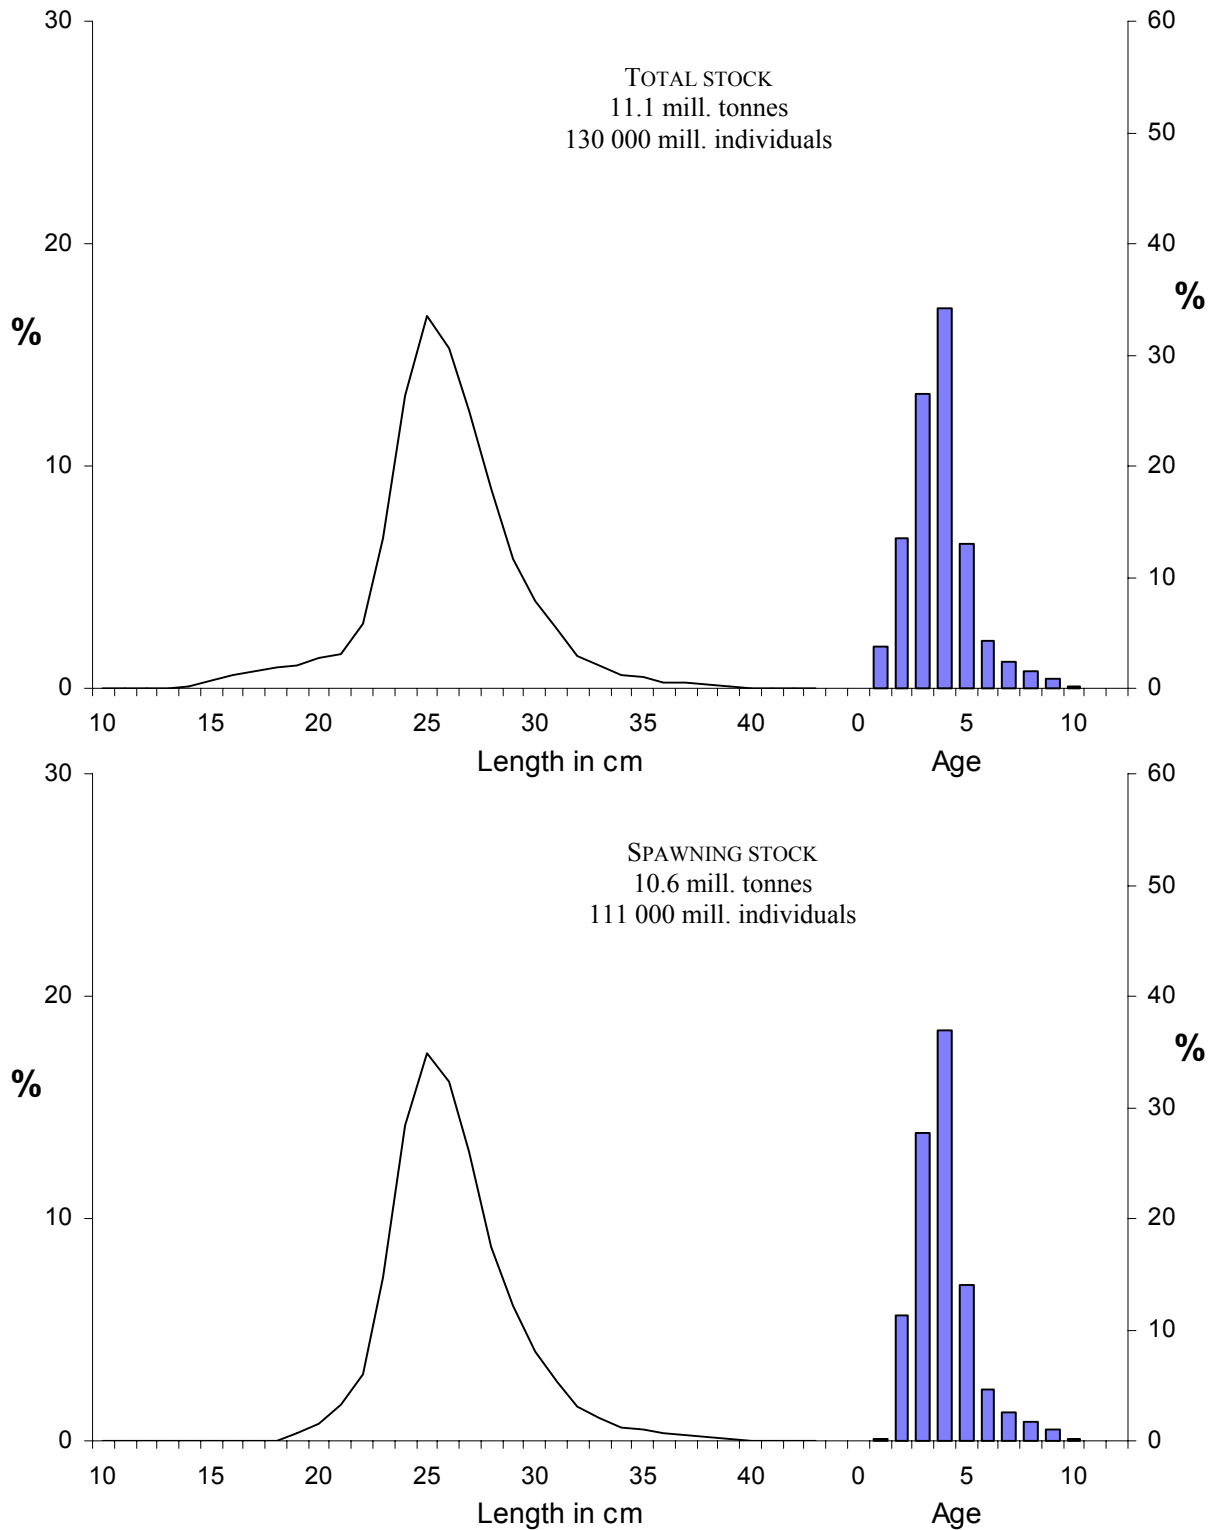 30
60
TOTAL STOCK
11.1 mill. tonnes
130 000 mill. individuals
50
20
40
%
%
30
10
20
10
0
0
10 15 20 25 30 35 40 0 5 10
Length in cm Age
30
60
SPAWNING STOCK
10.6 mill. tonnes
111 000 mill. individuals
50
20
40
%
%
30
10
20
10
0
0
10 15 20 25 30 35 40 0 5 10
Length in cm Age